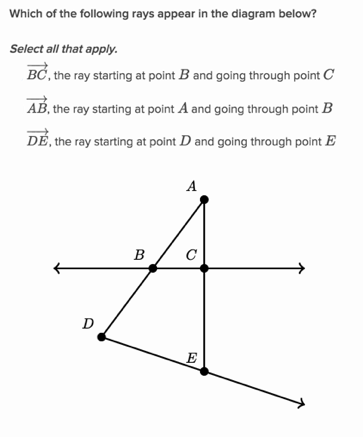 Which of the following rays appear in the diagram below?
Select all that apply.
BC, the ray starting at point B and going through point C
AB, the ray starting at point A and going through point B
DE, the ray starting at point D and going through point E
A
B C
D
E